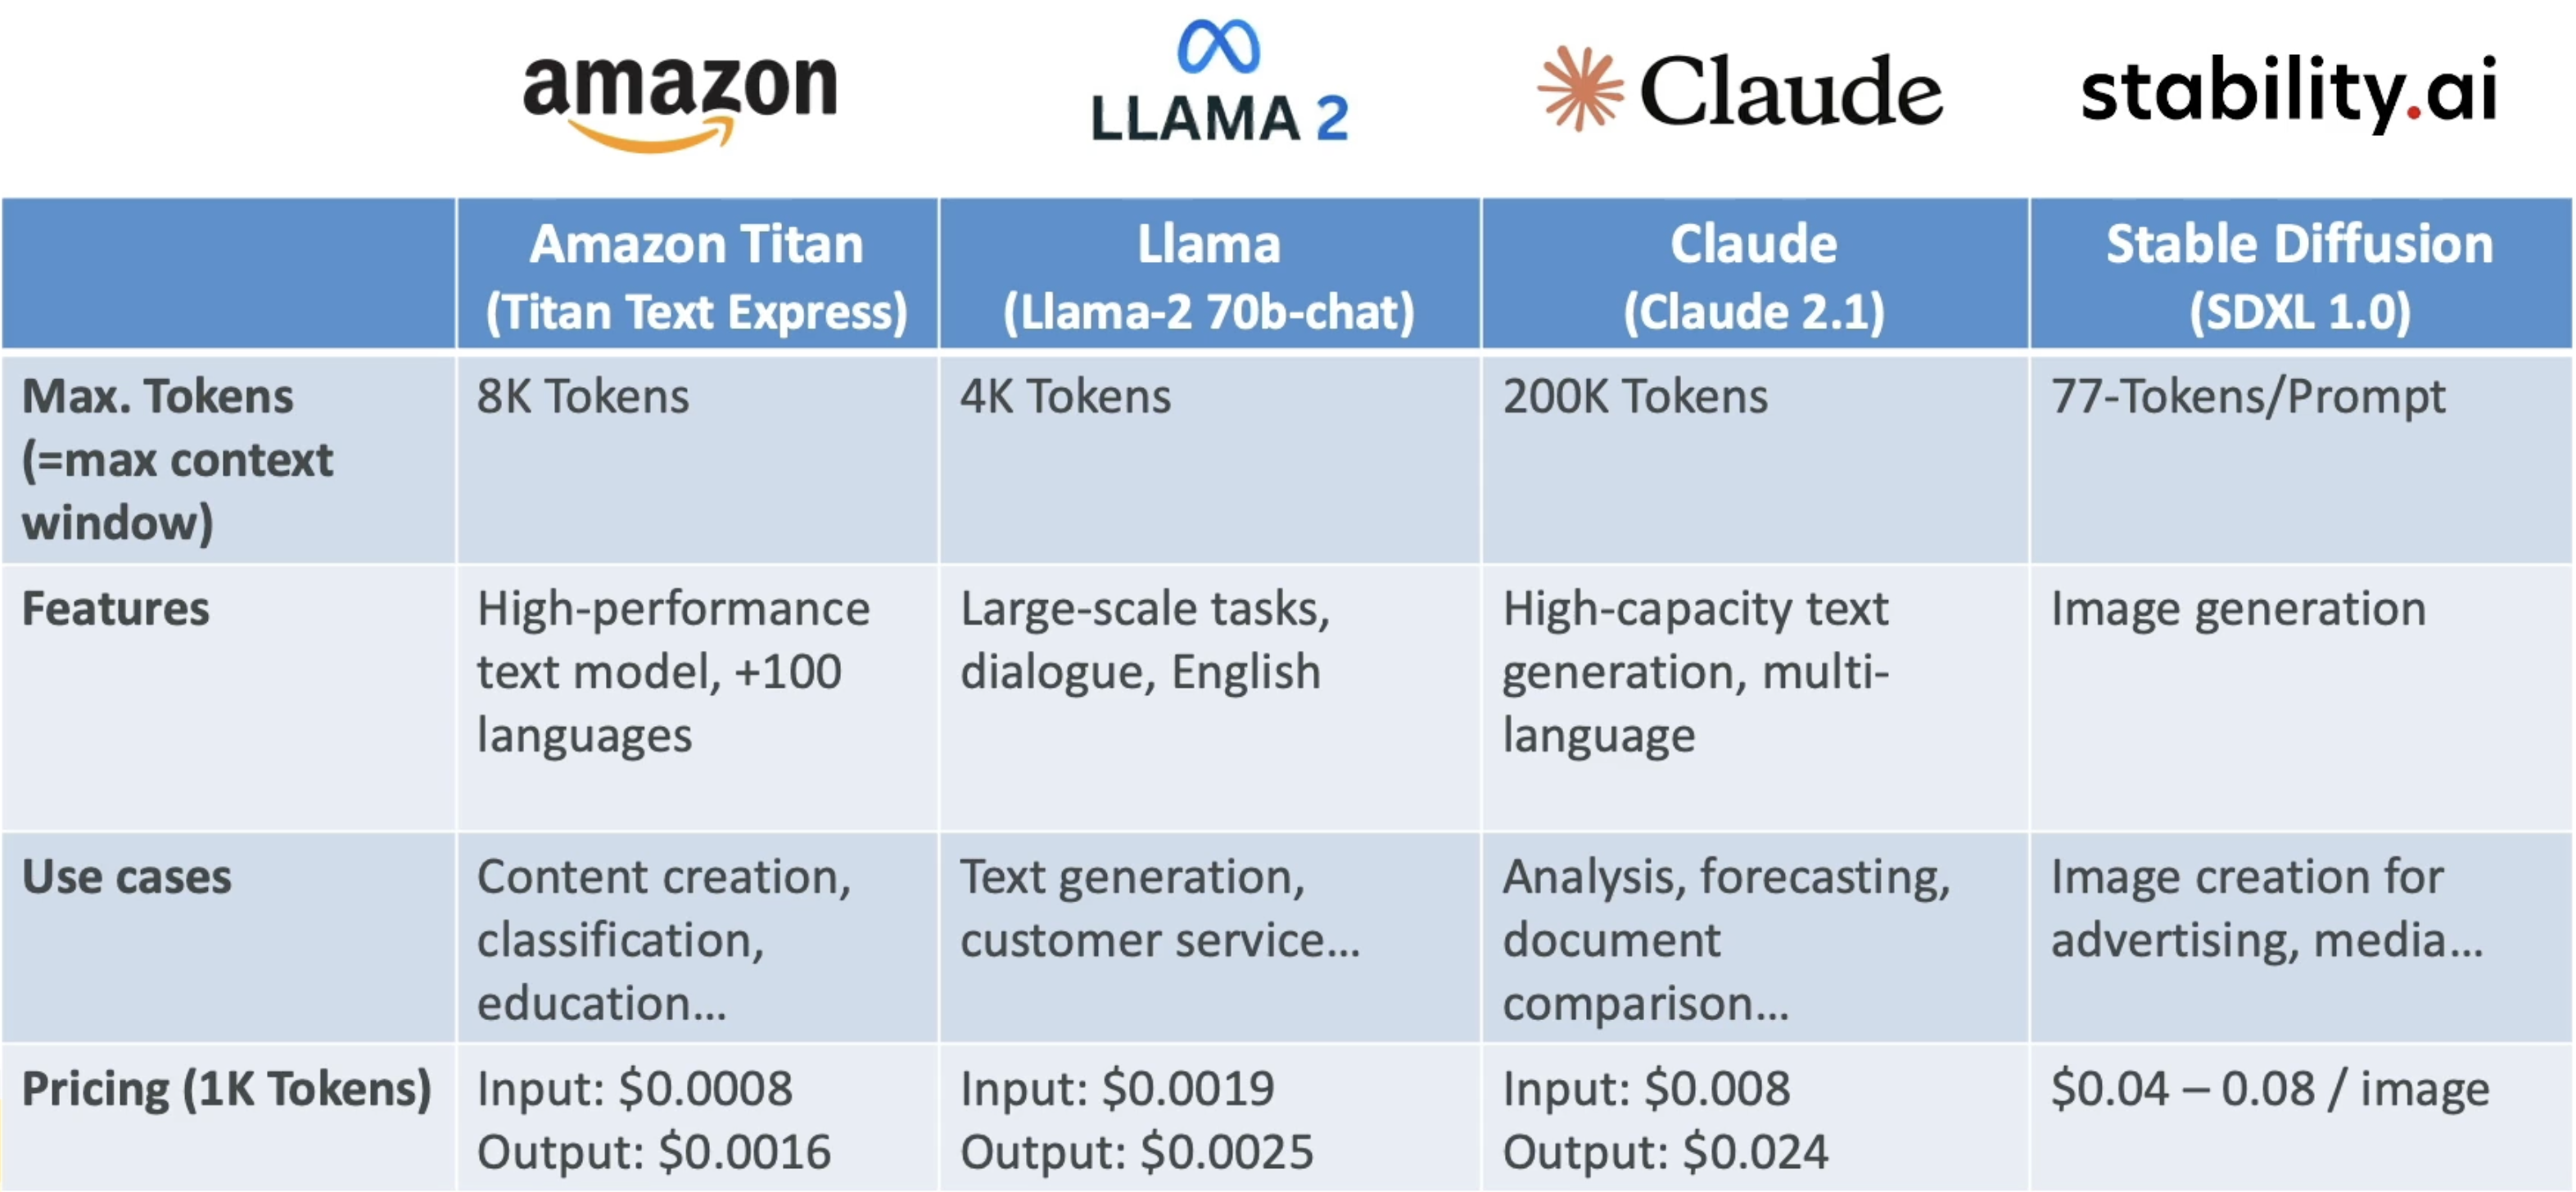 amazon
LLAMA 2
Claude
stability.ai
Amazon Titan
(Titan Text Express)
Llama
(Llama-2 70b-chat)
Claude
(Claude 2.1)
Stable Diffusion
(SDXL 1.0)
Max. Tokens
(=max context
window)
8K Tokens
4K Tokens
200K Tokens
77-Tokens/Prompt
Features
High-performance
text model, +100
languages
Large-scale tasks,
dialogue, English
High-capacity text
generation, multi-
language
Image generation
Use cases
Content creation,
classification,
education...
Text generation,
customer service...
Analysis, forecasting,
document
comparison...
Image creation for
advertising, media...
Pricing (1K Tokens)
Input: $0.0008
Output: $0.0016
Input: $0.0019
Output: $0.0025
Input: $0.008
Output: $0.024
$0.04 – 0.08 / image